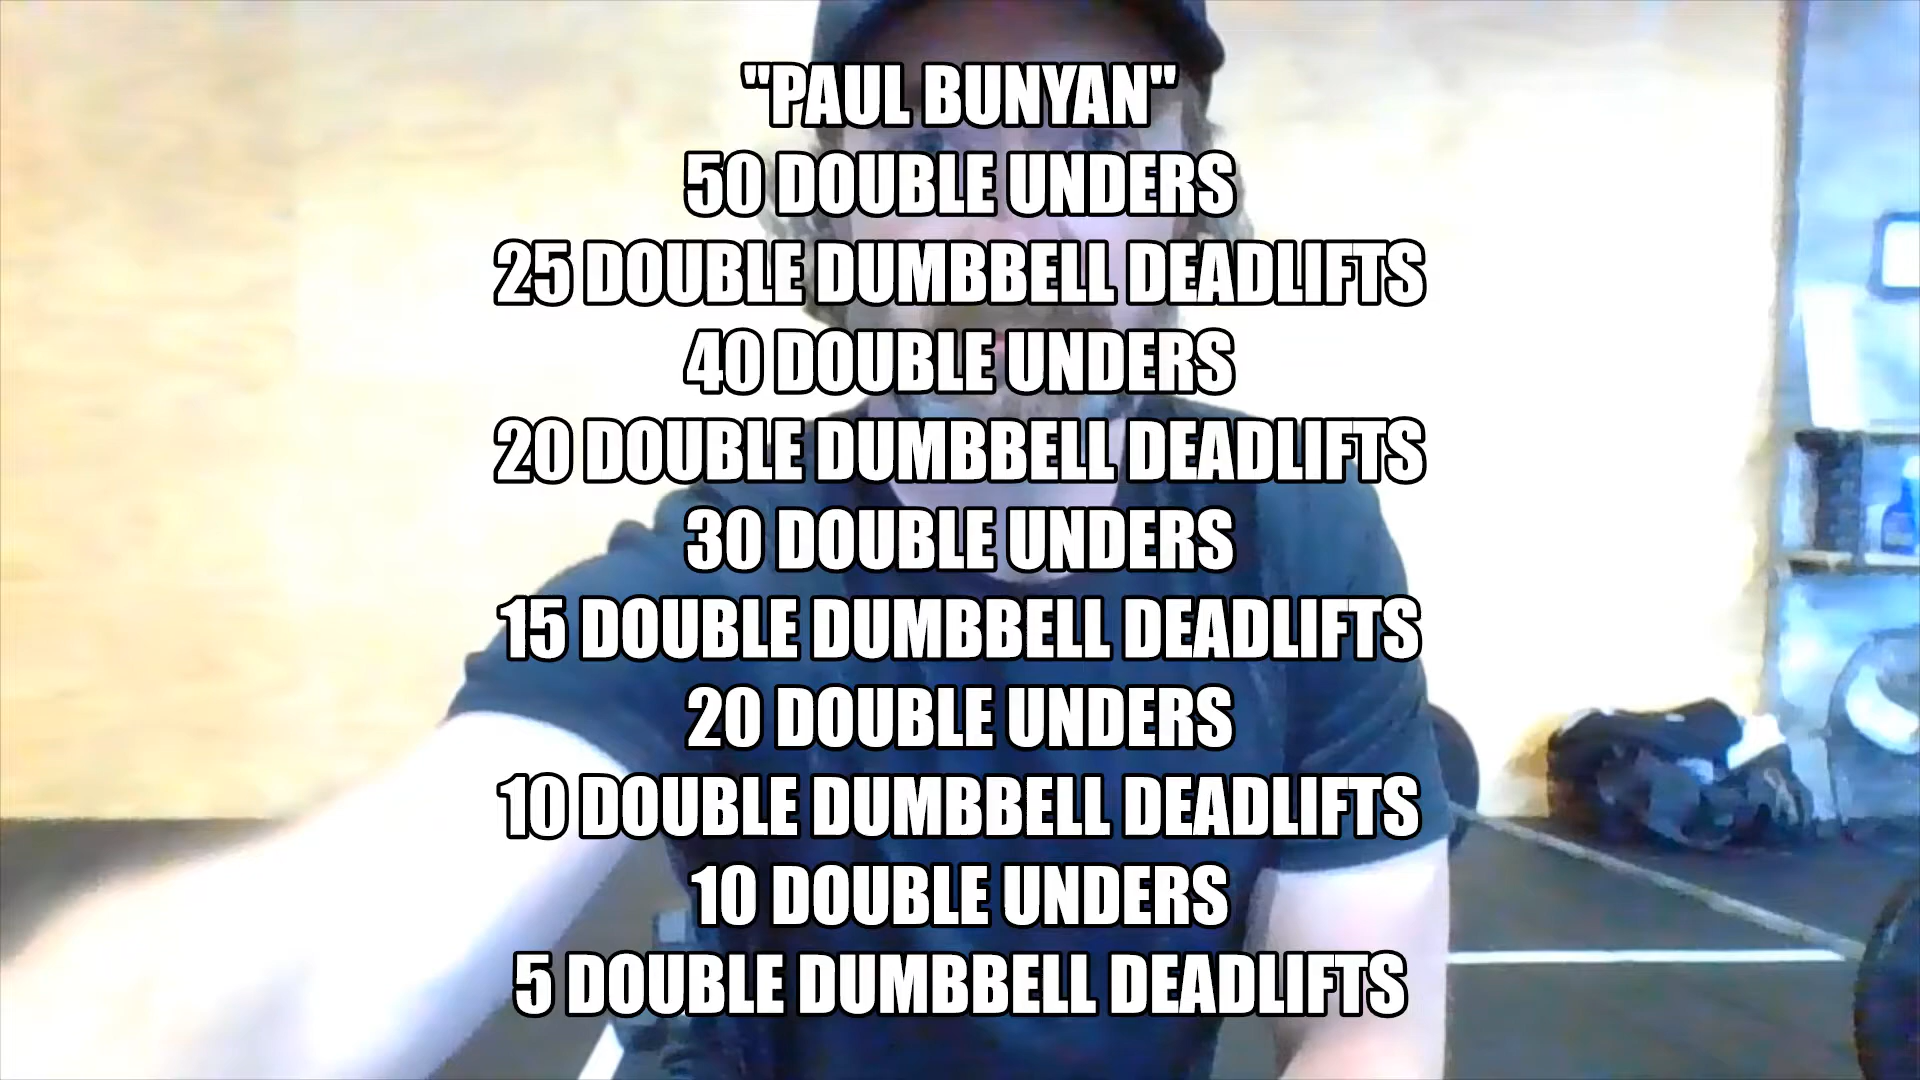 "PAUL BUNYAN"
50 DOUBLE UNDERS
25 DOUBLE DUMBBELL DEADLIFTS
40 DOUBLE UNDERS
20 DOUBLE DUMBBELL DEADLIFTS
30 DOUBLE UNDERS
15 DOUBLE DUMBBELL DEADLIFTS
20 DOUBLE UNDERS
10 DOUBLE DUMBBELL DEADLIFTS
10 DOUBLE UNDERS
5 DOUBLE DUMBBELL DEADLIFTS